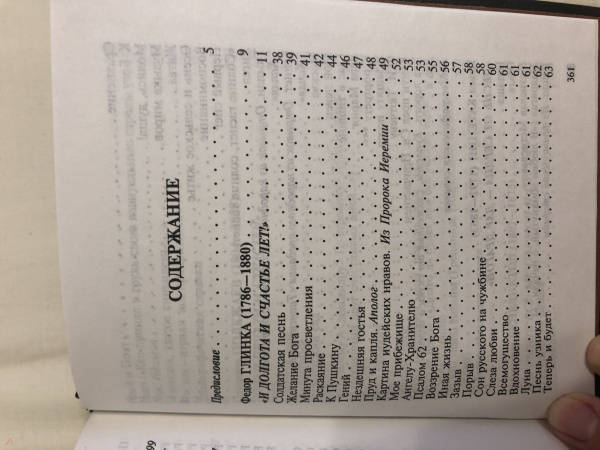 СОДЕРЖАНИЕ
Предисловие . . . 5
Федор ГЛИНКА (1786—1880) . . . 9
«И ДОЛГОТА И СЧАСТЬЕ ЛЕТ!» . . . 11
Солдатская песнь . . . 38
Желание Бога . . . 39
Минута просветления . . . 41
Раскаяние . . . 42
К Пушкину . . . 44
Гений . . . 46
Нездешняя гостья . . . 47
Пруд и капля. Аполог . . . 48
Картина иудейских нравов. Из Пророка Иеремии . . . 49
Мое прибежище . . . 52
Ангелу-Хранителю . . . 53
Псалом 62 . . . 53
Воззрение Бога . . . 55
Иная жизнь . . . 56
Зазыв . . . 57
Порыв . . . 58
Сон русского на чужбине . . . 58
Слеза любви . . . 60
Всемогущество . . . 61
Вдохновение . . . 61
Луна . . . 61
Песнь узника . . . 62
Теперь и будет . . . 63
361
99